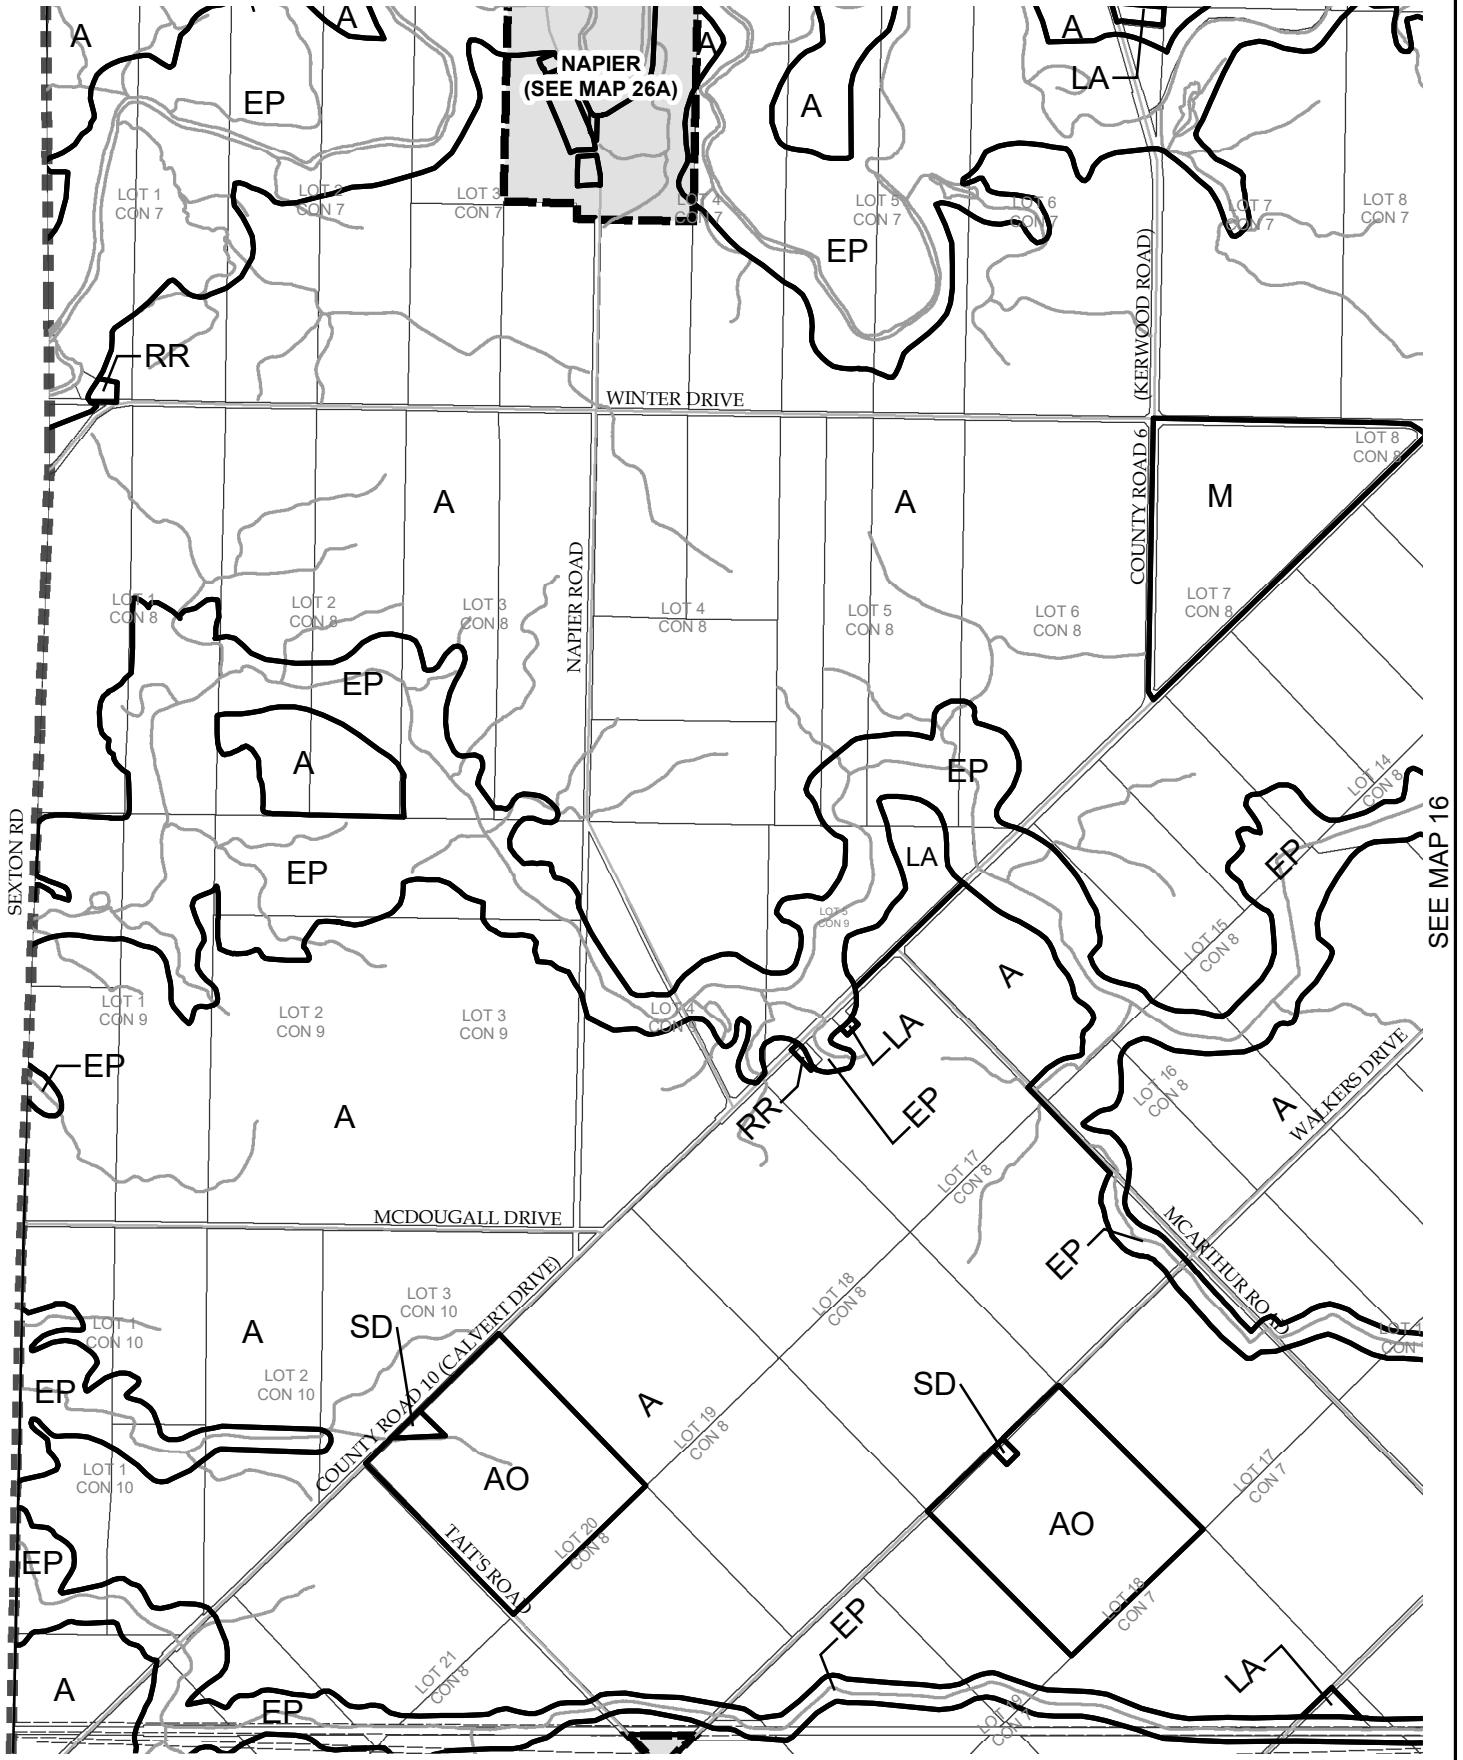 A
A
NAPIER
(SEE MAP 26A)
A
A
LA
EP
A
LOT 1
CON 7
LOT 2
CON 7
LOT 3
CON 7
LOT 4
CON 7
LOT 5
CON 7
LOT 6
CON 7
LOT 7
CON 7
LOT 8
CON 7
EP
(KERWOOD ROAD)
RR
WINTER DRIVE
COUNTY ROAD 6
LOT 8
CON 8
A
A
M
NAPIER ROAD
LOT 1
CON 8
LOT 2
CON 8
LOT 3
CON 8
LOT 4
CON 8
LOT 5
CON 8
LOT 6
CON 8
LOT 7
CON 8
EP
A
EP
LOT 14
CON 8
SEXTON RD
SEE MAP 16
EP
LA
EP
LOT 5
CON 9
LOT 15
CON 8
A
LOT 1
CON 9
LOT 2
CON 9
LOT 3
CON 9
LOT 4
LA
EP
RR
EP
LOT 16
CON 8
A
WALKERS DRIVE
A
LOT 17
CON 8
MCDOUGALL DRIVE
MCARTHUR ROAD
EP
LOT 18
CON 8
LOT 3
CON 10
SD
COUNTY ROAD 10 (CALVERT DRIVE)
LOT 1
CON 10
A
LOT 2
CON 10
EP
A
SD
LOT 19
CON 8
LOT 1
CON 10
AO
LOT 17
CON 7
AO
TAIT'S ROAD
LOT 20
CON 8
EP
LOT 18
CON 7
EP
LOT 21
CON 8
LA
A
EP
LOT 19